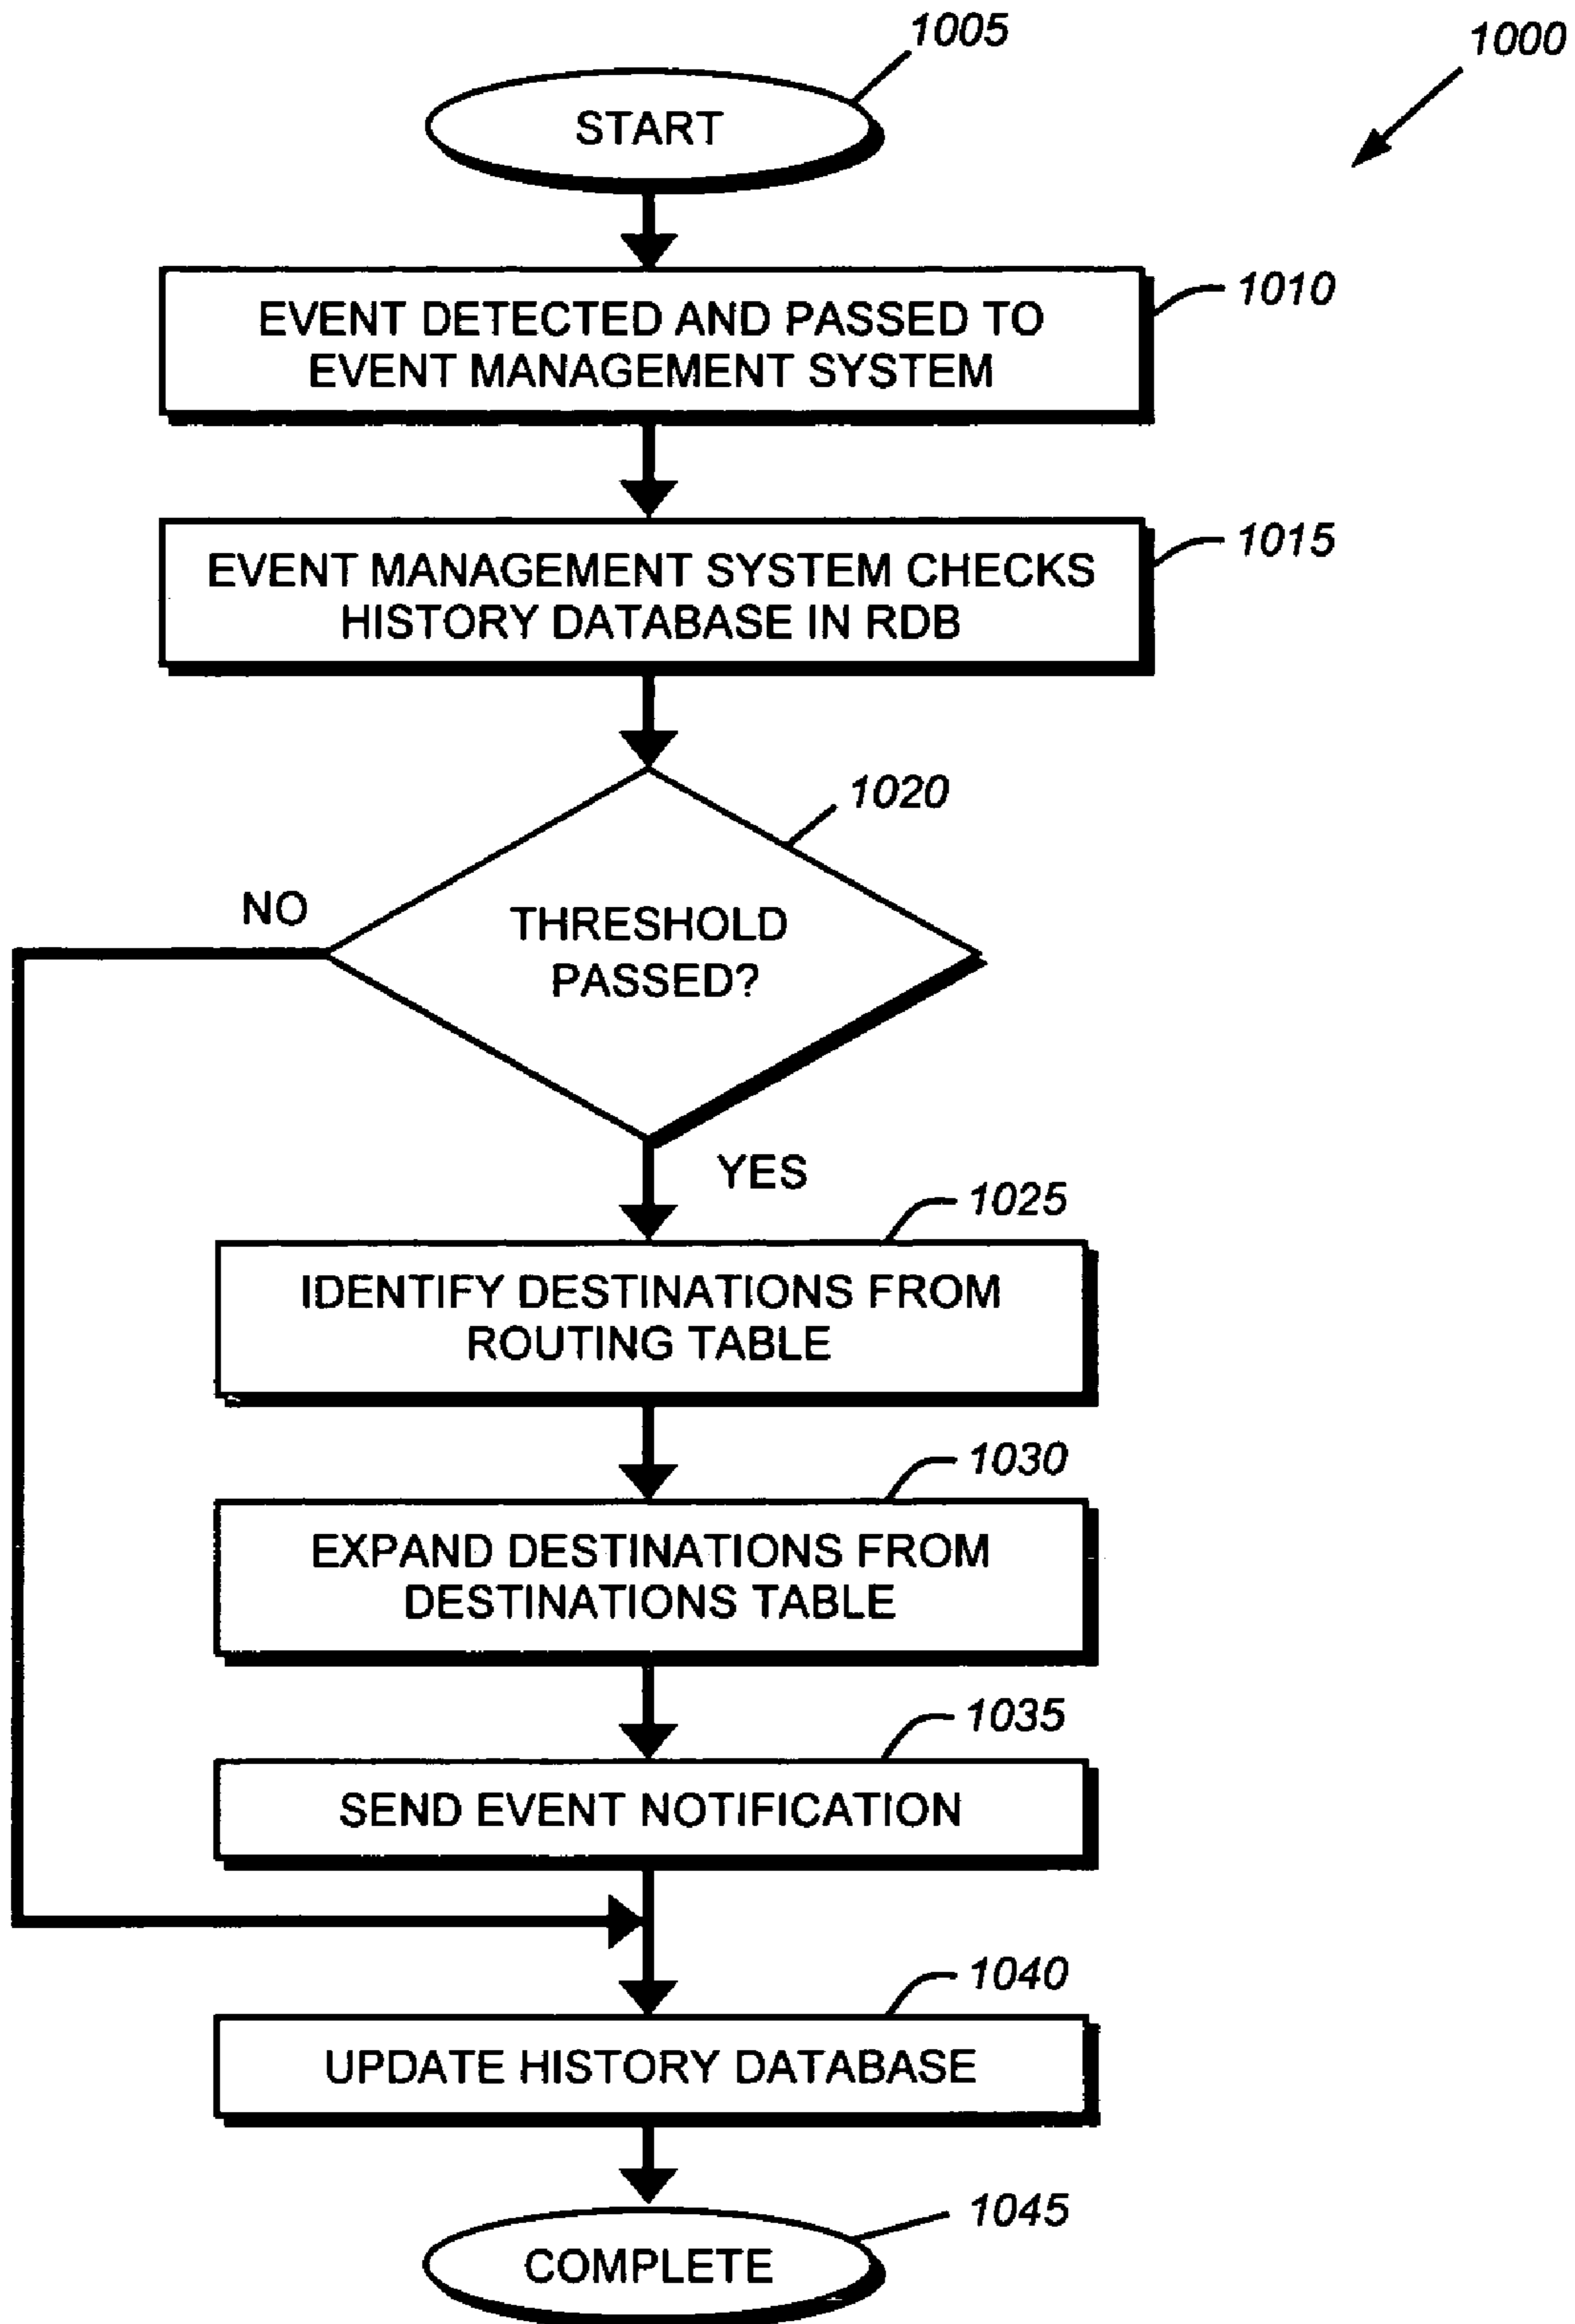 1005
1000
START
EVENT DETECTED AND PASSED TO
EVENT MANAGEMENT SYSTEM
1010
EVENT MANAGEMENT SYSTEM CHECKS
HISTORY DATABASE IN RDB
1015
1020
NO
THRESHOLD
PASSED?
YES
1025
IDENTIFY DESTINATIONS FROM
ROUTING TABLE
1030
EXPAND DESTINATIONS FROM
DESTINATIONS TABLE
1035
SEND EVENT NOTIFICATION
1040
UPDATE HISTORY DATABASE
1045
COMPLETE